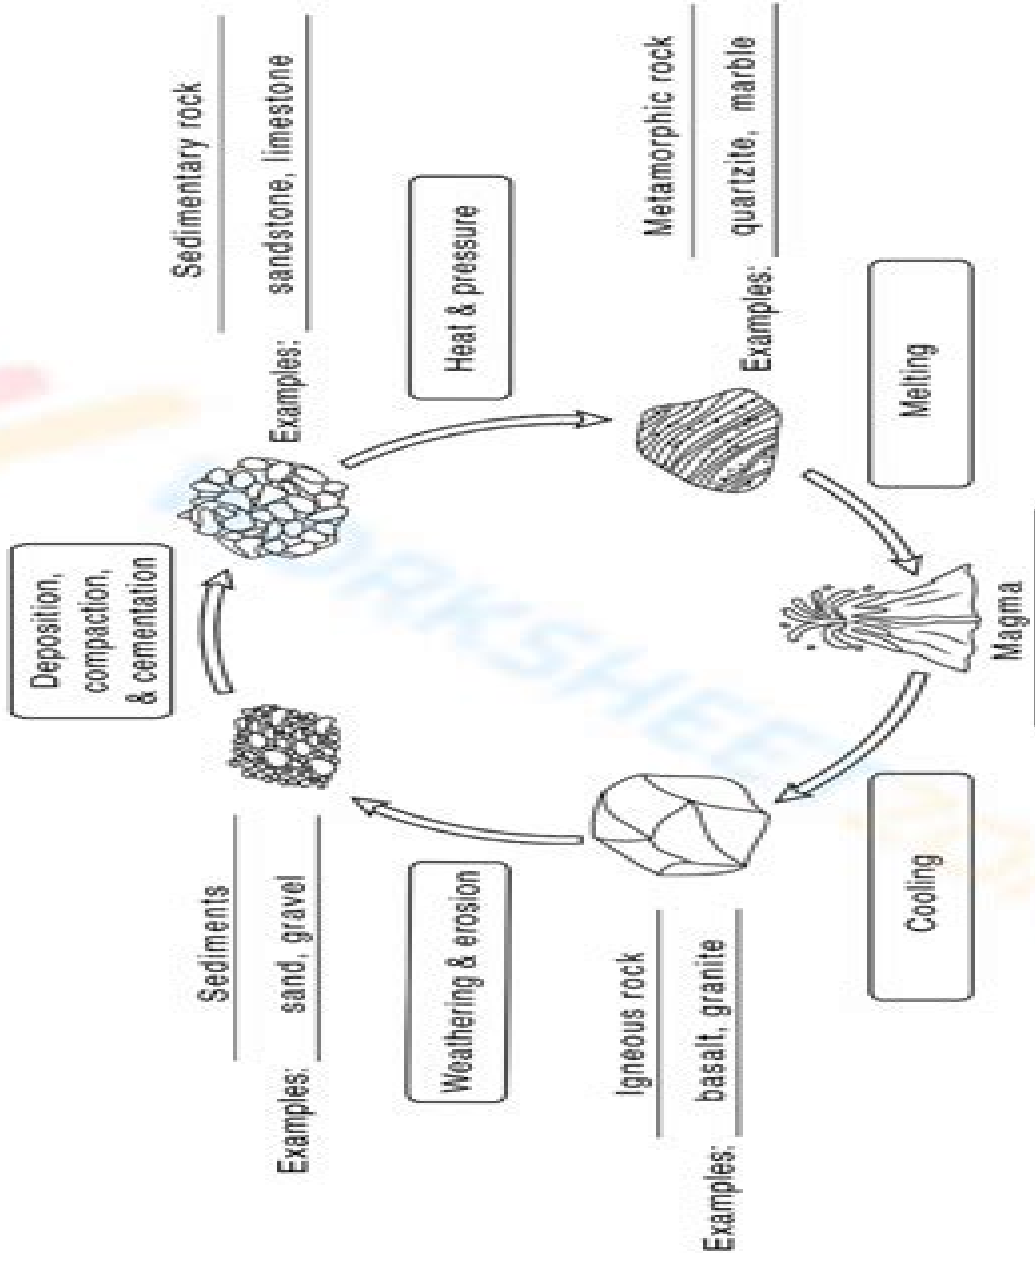 Deposition,
compaction,
& cementation
Sediments
Examples: sand, gravel
Sedimentary rock
Examples: sandstone, limestone
Weathering & erosion
Heat & pressure
Igneous rock
Examples: basalt, granite
Metamorphic rock
Examples: quartzite, marble
Cooling
Melting
Magma